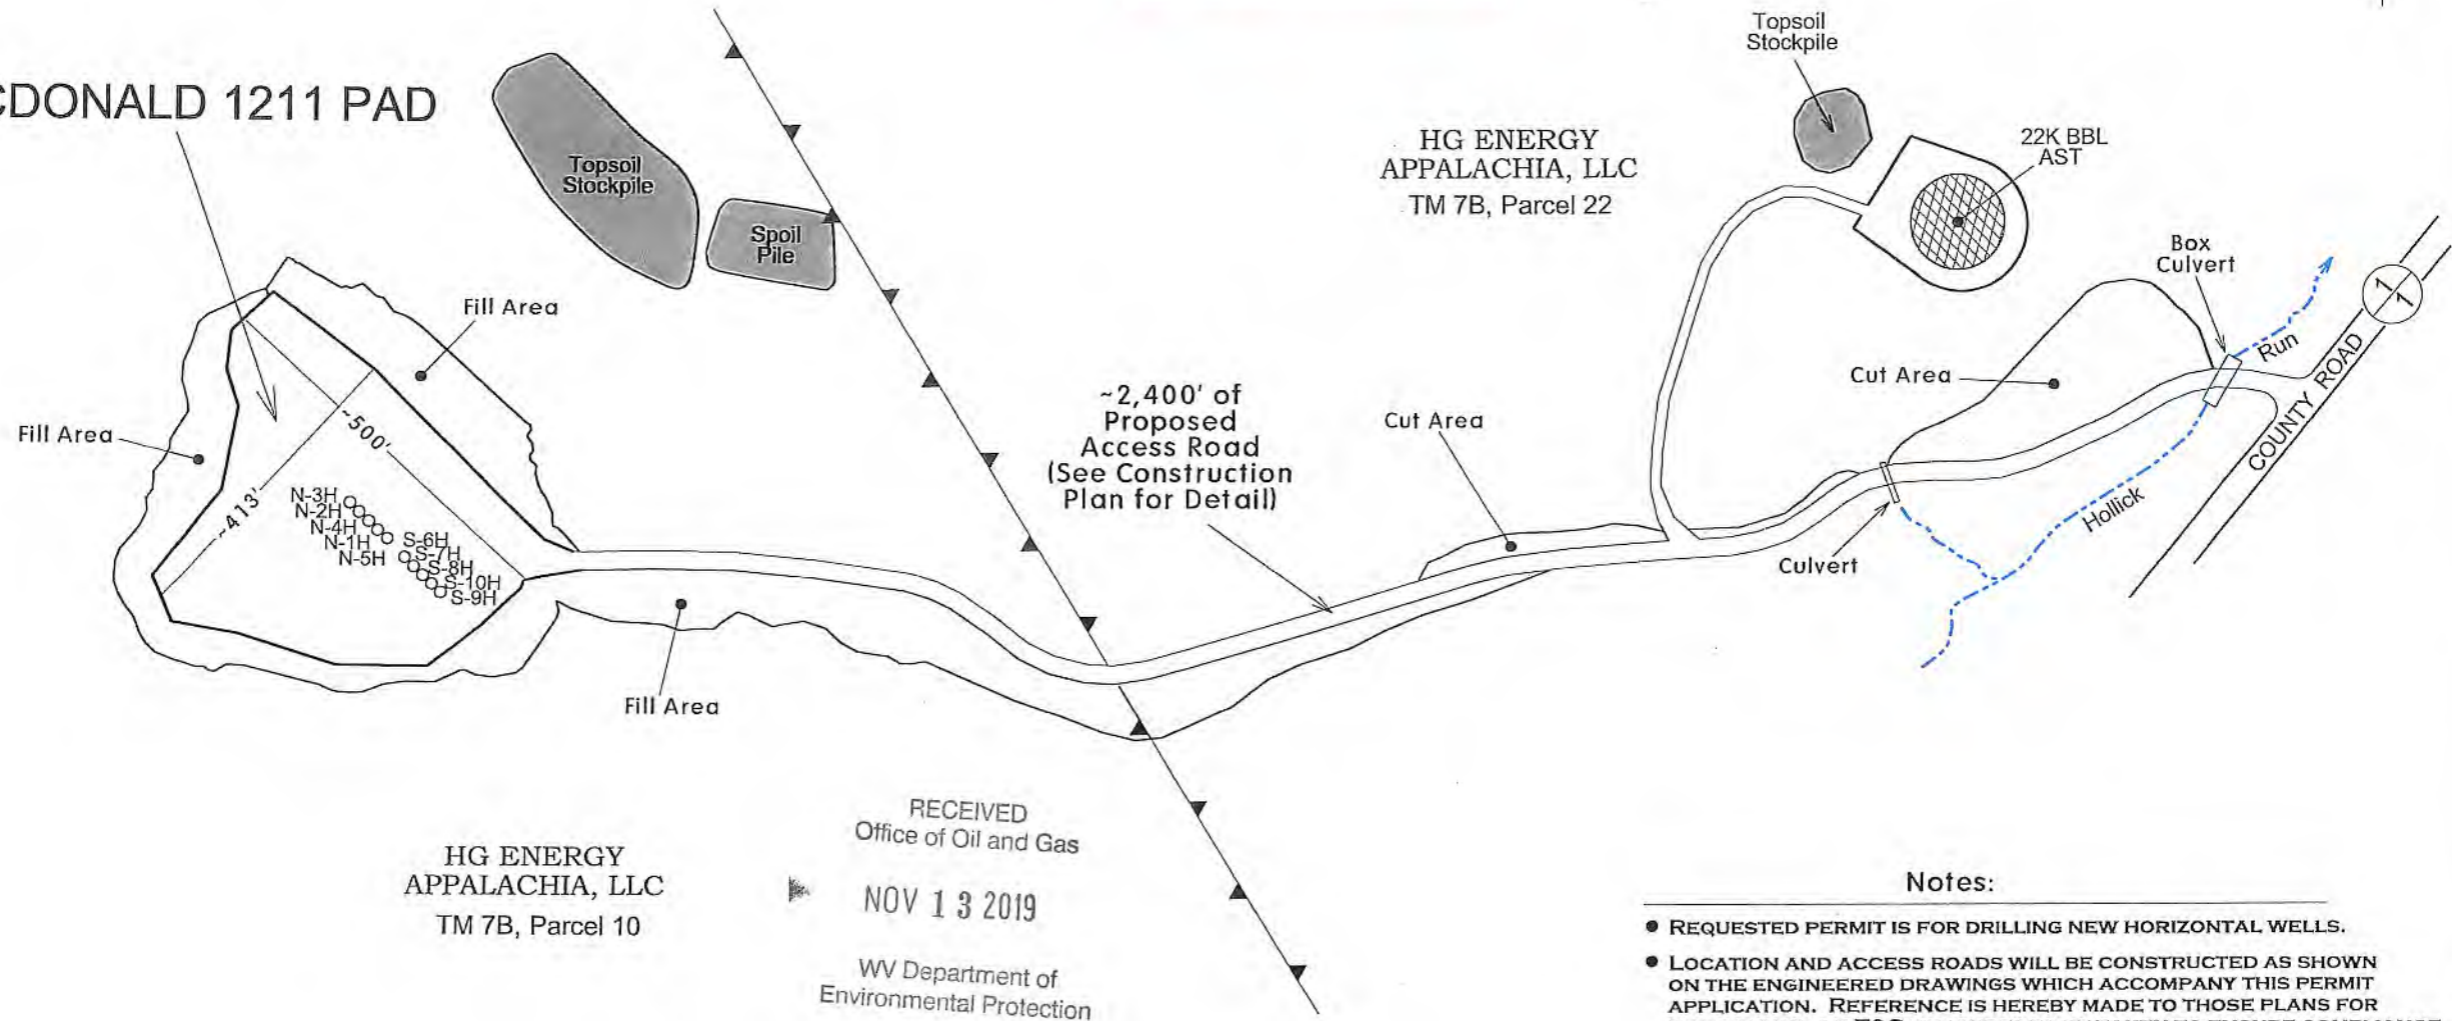 CDONALD 1211 PAD
Topsoil
Stockpile
Spoil
Pile
Topsoil
Stockpile
HG ENERGY
APPALACHIA, LLC
TM 7B, Parcel 22
22K BBL
AST
Box
Culvert
1
1
Run
COUNTY ROAD
Hollick
Fill Area
Fill Area
~500'
~413'
N-3H
N-2H
N-4H
N-1H
N-5H
S-6H
S-7H
S-8H
S-10H
S-9H
~2,400' of
Proposed
Access Road
(See Construction
Plan for Detail)
Cut Area
Cut Area
Culvert
Fill Area
HG ENERGY
APPALACHIA, LLC
TM 7B, Parcel 10
RECEIVED
Office of Oil and Gas
NOV 13 2019
WV Department of
Environmental Protection
Notes:
● REQUESTED PERMIT IS FOR DRILLING NEW HORIZONTAL WELLS.
● LOCATION AND ACCESS ROADS WILL BE CONSTRUCTED AS SHOWN
ON THE ENGINEERED DRAWINGS WHICH ACCOMPANY THIS PERMIT
APPLICATION. REFERENCE IS HEREBY MADE TO THOSE PLANS FOR